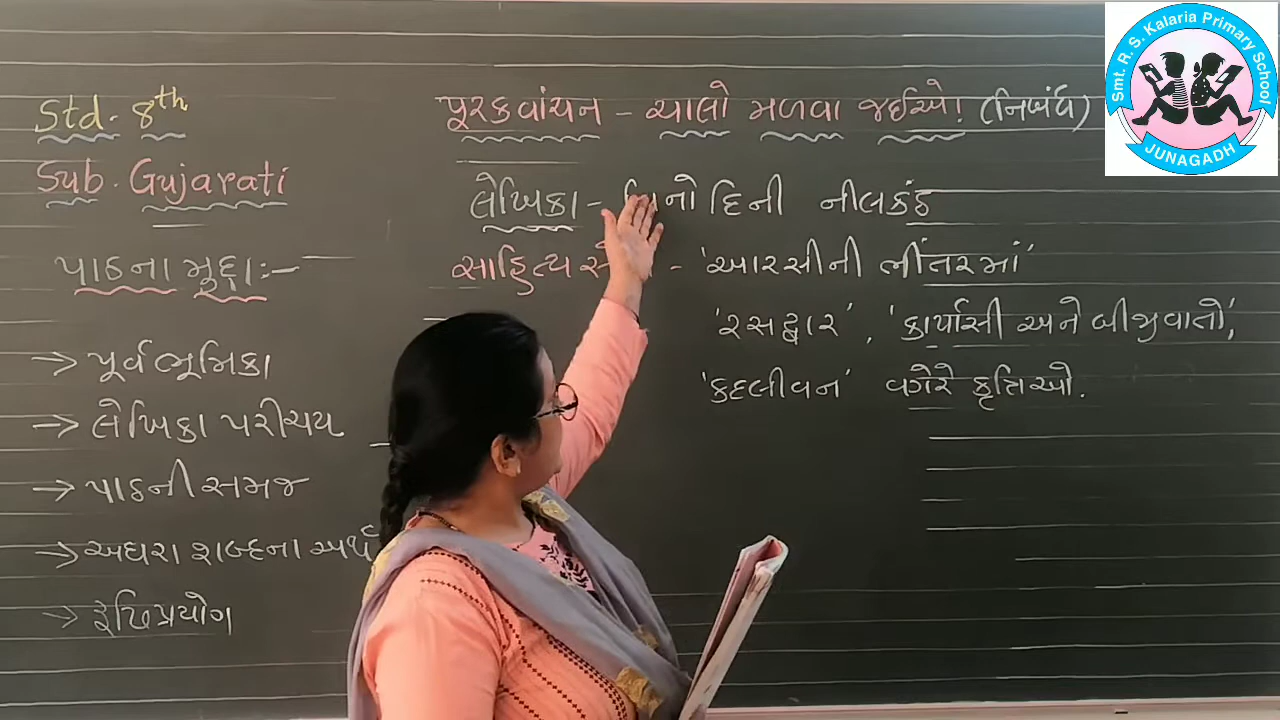 Std. 8th
Sub. Gujarati
પાઠના મુદ્દા :-
→ પૂર્વભૂમિકા
→ લેખિકા પરીચય
→ પાઠની સમજ
→ અઘરા શબ્દના અર્થ
→ રૂઢિપ્રયોગ
પૂરકવાંચન - ચાલો મળવા જઈએ! (નિબંધ)
લેખિકા - નીલકંઠ
સાહિત્ય - 'આરસીની ભીંતરમાં'
'રસદ્વાર', 'કાર્પાસી અને બીજીવાતો',
'કદલીવન' વગેરે કૃતિઓ.
Smt. R. S. Kalaria Primary School
JUNAGADH